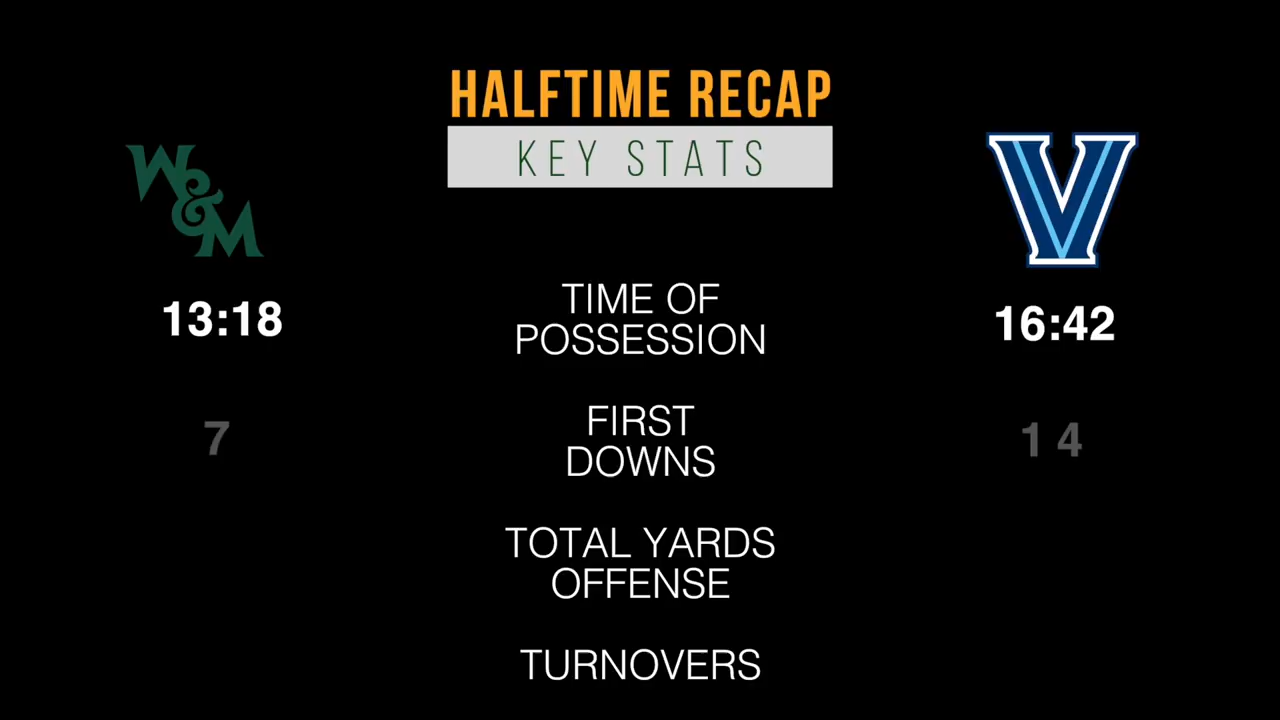 HALFTIME RECAP
KEY STATS
W&M
V
13:18
TIME OF
POSSESSION
16:42
7
FIRST
DOWNS
14
TOTAL YARDS
OFFENSE
TURNOVERS